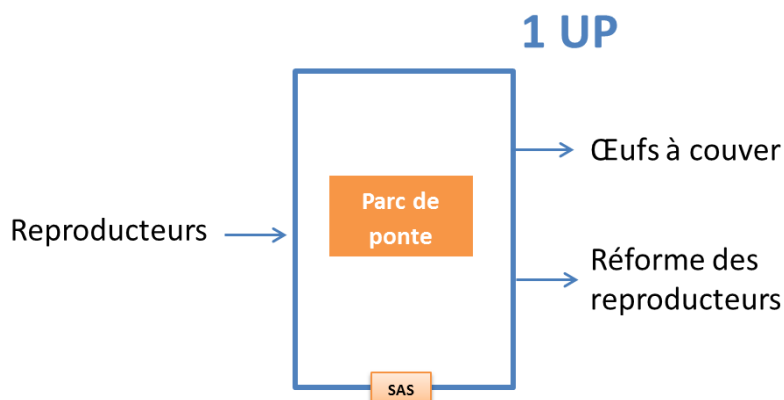 1 UP
Œufs à couver
Parc de
ponte
Reproducteurs
Réforme des
reproducteurs
SAS